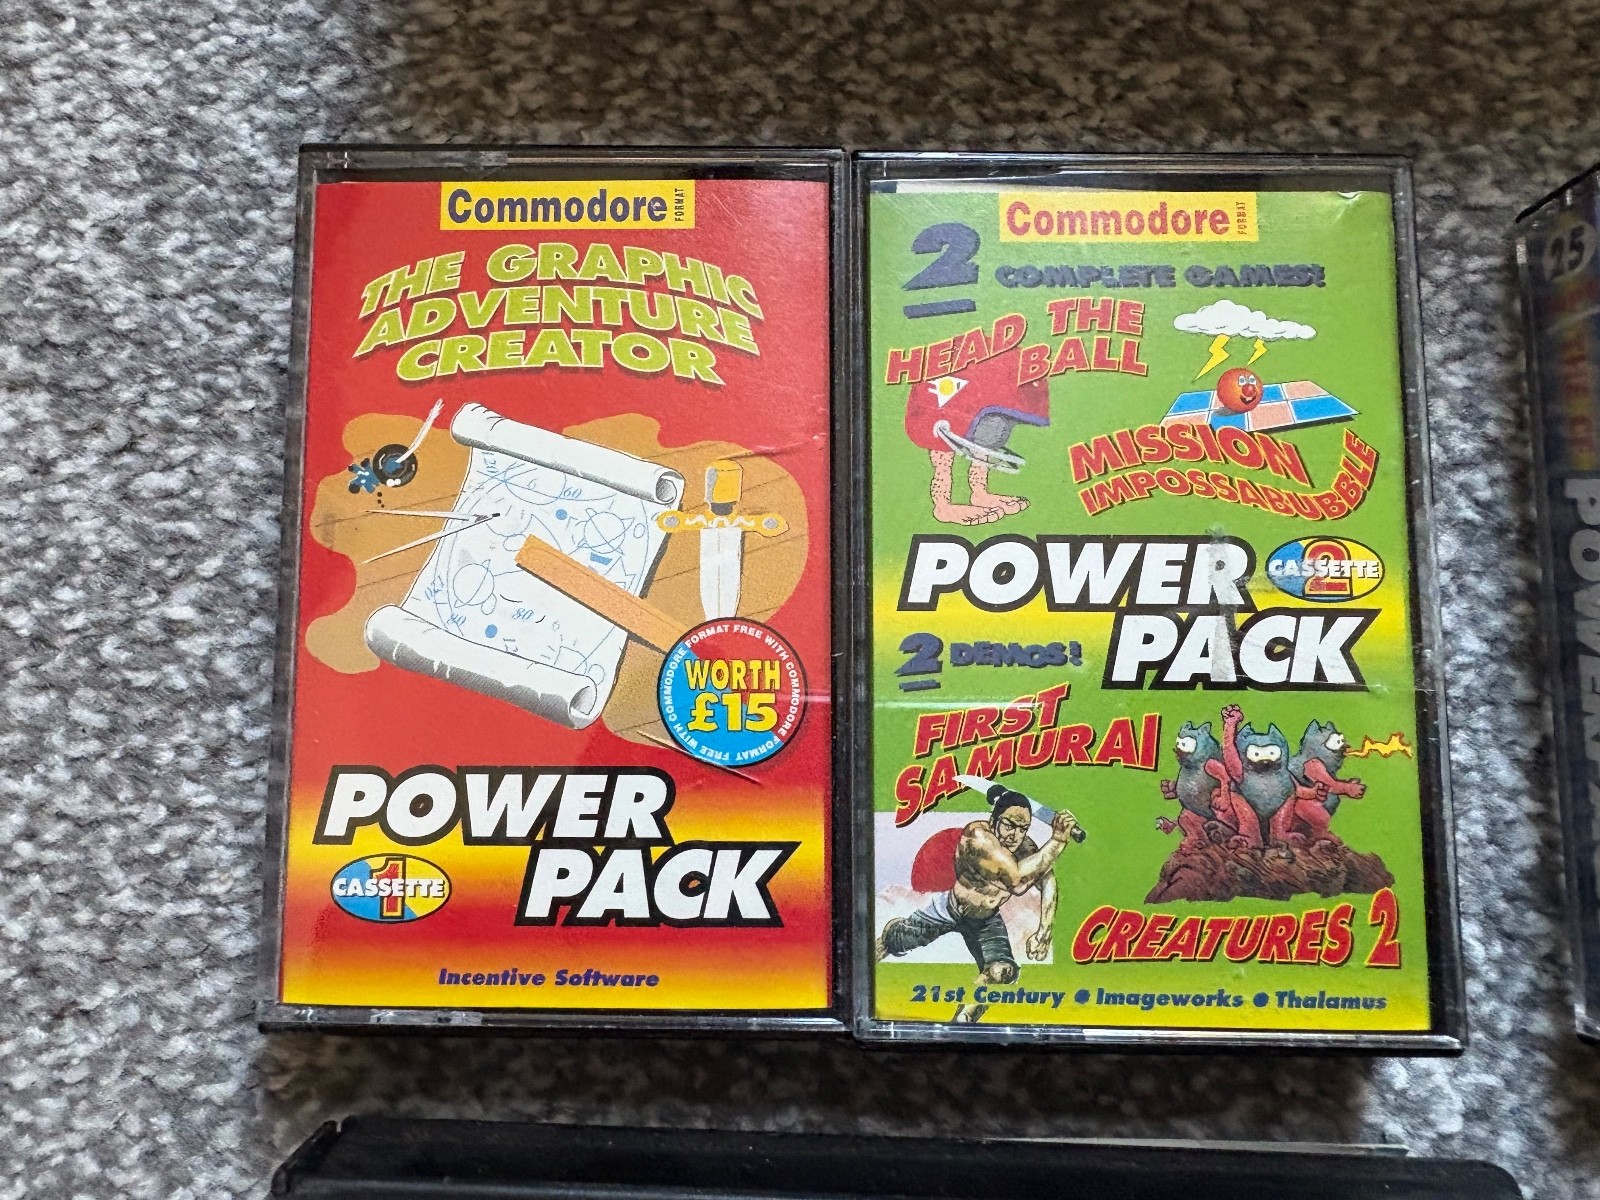 Commodore FORMAT
THE GRAPHIC
ADVENTURE
CREATOR
COMMODORE FORMAT FREE WITH COMMODORE FORMAT FREE WITH
WORTH
£15
POWER
PACK
CASSETTE 1
Incentive Software
Commodore FORMAT
2 COMPLETE GAMES!
HEAD THE
BALL
MISSION
IMPOSSABUBBLE
POWER
CASSETTE 2
PACK
2 DEMOS!
FIRST
SAMURAI
CREATURES 2
21st Century ● Imageworks ● Thalamus
25
POWER